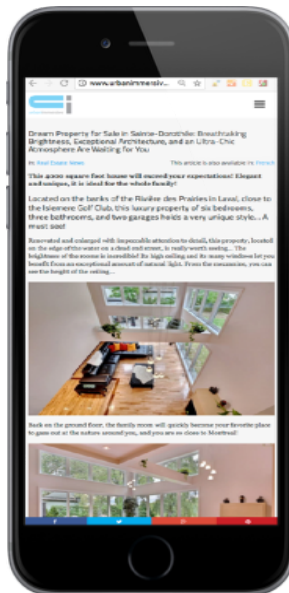 www.urbanimmersiv...
Dream Property for Sale in Sainte-Dorothée: Breathtaking
Brightness, Exceptional Architecture, and an Ultra-Chic
Atmosphere Are Waiting for You
In: Real Estate News This article is also available in: French
This 4000 square foot house will exceed your expectations! Elegant
and unique, it is ideal for the whole family!
Located on the banks of the Rivière des Prairies in Laval, close to
the Islemere Golf Club, this luxury property of six bedrooms,
three bathrooms, and two garages holds a very unique style... A
must see!
Renovated and enlarged with impeccable attention to detail, this property, located
on the edge of the water on a dead end street, is really worth seeing... The
brightness of the rooms is incredible! Its high ceiling and its many windows let you
benefit from an exceptional amount of natural light. From the mezzanine, you can
see the height of the ceiling...
Back on the ground floor, the family room will quickly become your favorite place
to gaze out at the nature around you, and you are so close to Montreal!